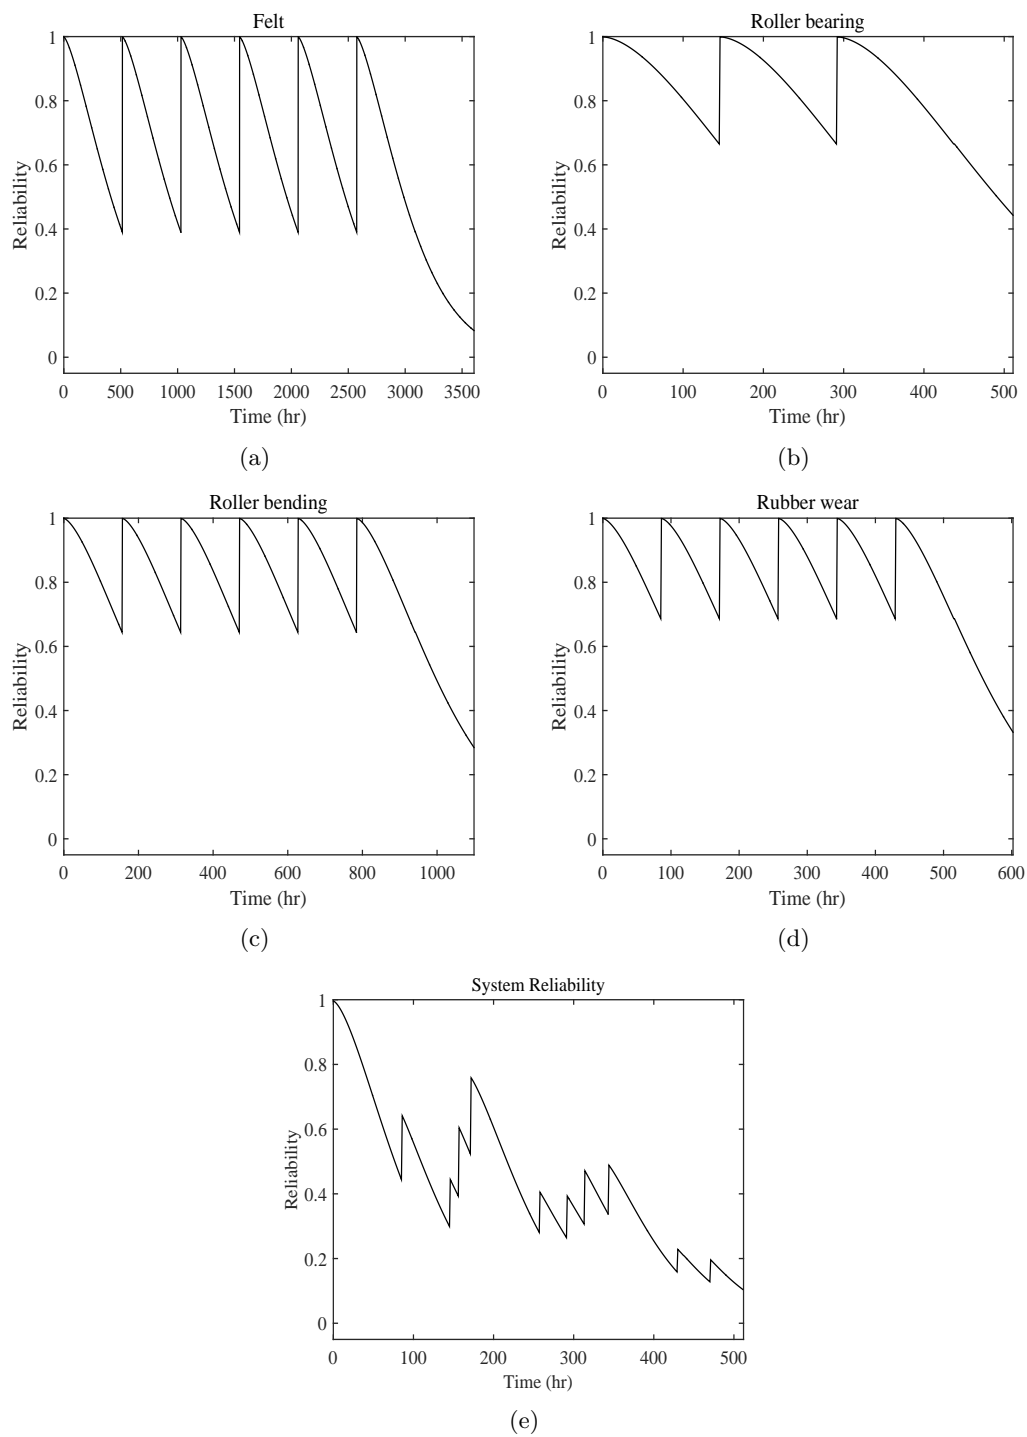 Felt
1
0.8
0.6
0.4
0.2
0
Reliability
0 500 1000 1500 2000 2500 3000 3500
Time (hr)
(a)
Roller bearing
1
0.8
0.6
0.4
0.2
0
Reliability
0 100 200 300 400 500
Time (hr)
(b)
Roller bending
1
0.8
0.6
0.4
0.2
0
Reliability
0 200 400 600 800 1000
Time (hr)
(c)
Rubber wear
1
0.8
0.6
0.4
0.2
0
Reliability
0 100 200 300 400 500 600
Time (hr)
(d)
System Reliability
1
0.8
0.6
0.4
0.2
0
Reliability
0 100 200 300 400 500
Time (hr)
(e)